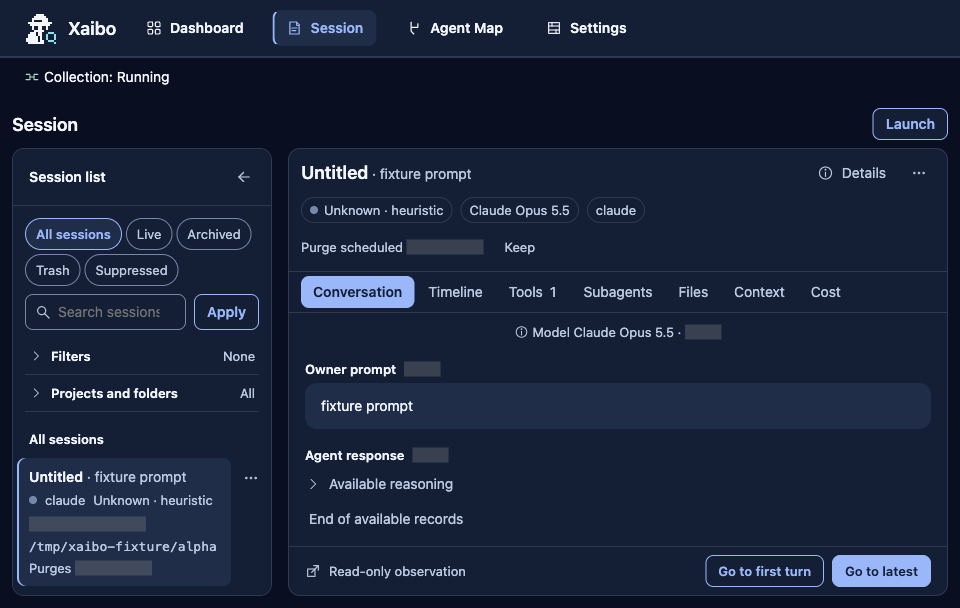 Xaibo Dashboard Session Agent Map Settings
Collection: Running
Session
Launch
Session list
All sessions Live Archived
Trash Suppressed
Search sessions Apply
Filters None
Projects and folders All
All sessions
Untitled · fixture prompt
claude Unknown · heuristic
/tmp/xaibo-fixture/alpha
Purges
Untitled · fixture prompt
Details
Unknown · heuristic Claude Opus 5.5 claude
Purge scheduled Keep
Conversation Timeline Tools 1 Subagents Files Context Cost
Model Claude Opus 5.5 ·
Owner prompt
fixture prompt
Agent response
Available reasoning
End of available records
Read-only observation
Go to first turn Go to latest